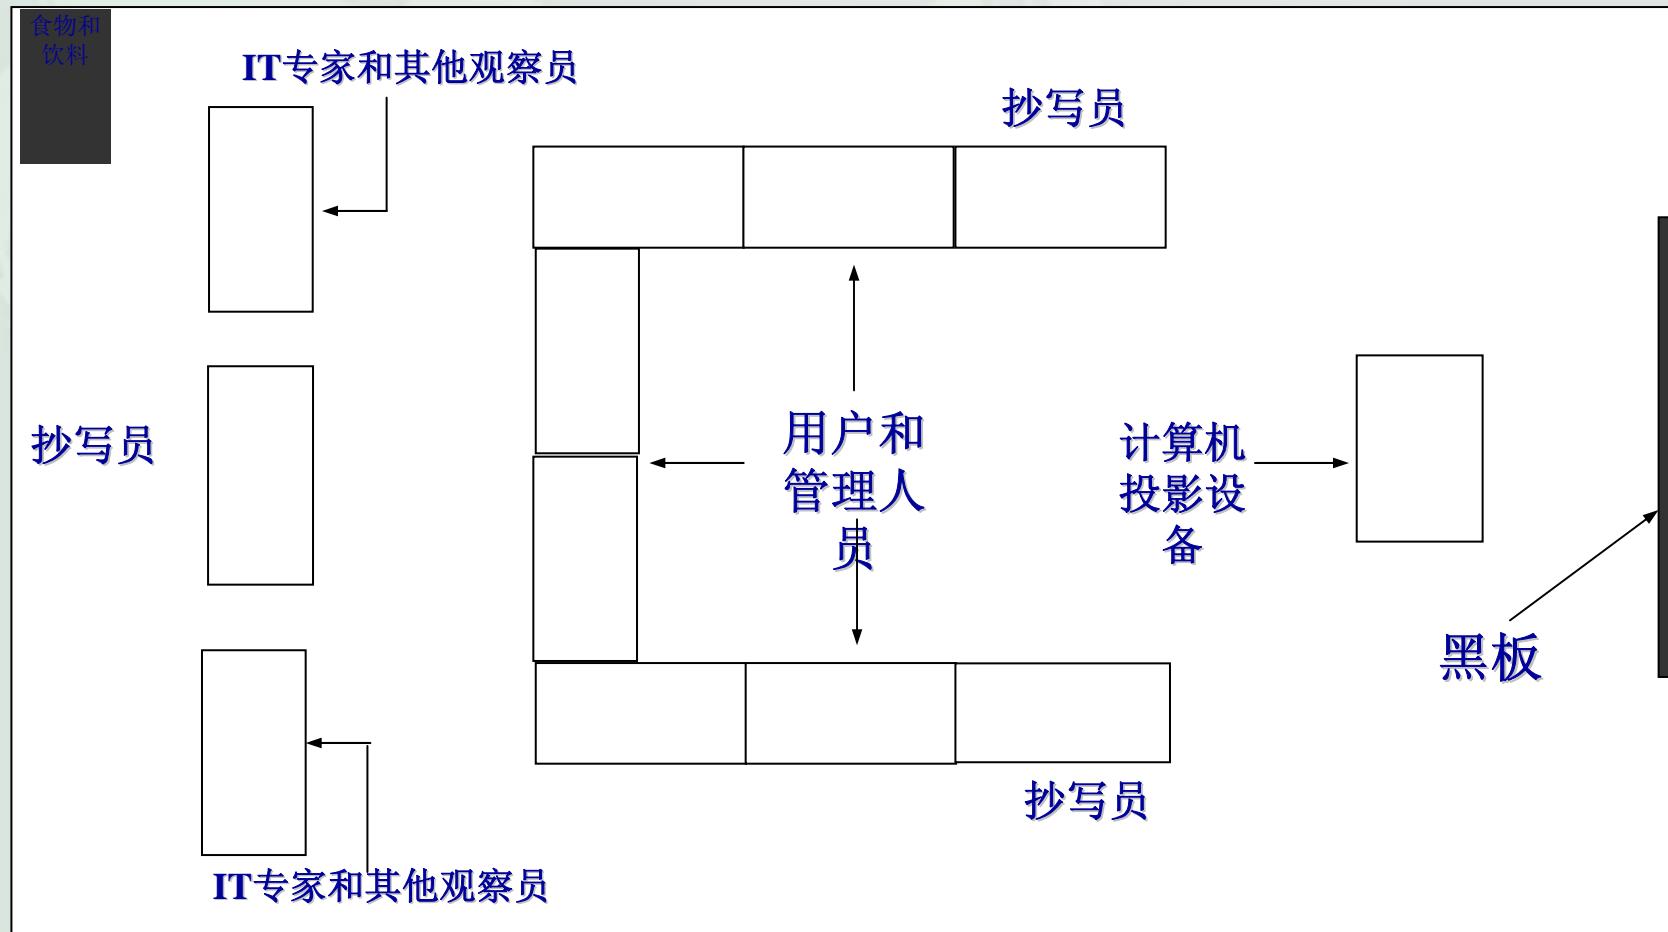 食物和
饮料
IT专家和其他观察员
抄写员
用户和
管理人
员
计算机
投影设
备
抄写员
黑板
抄写员
IT专家和其他观察员